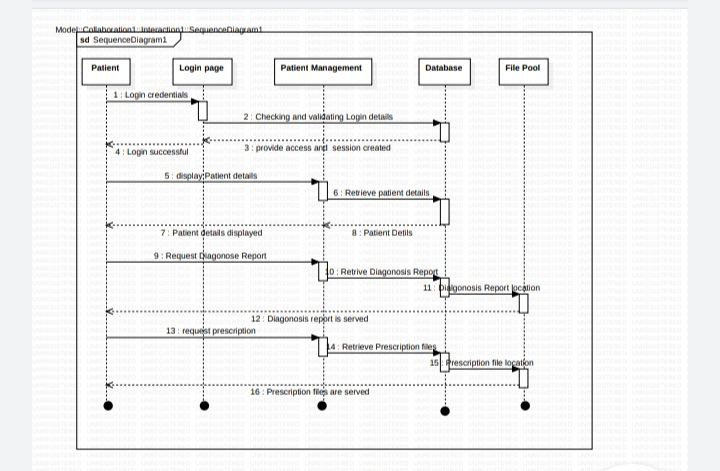 Model::Collaboration1::Interaction1::SequenceDiagram1
sd SequenceDiagram1
Patient
Login page
Patient Management
Database
File Pool
1 : Login credentials
2 : Checking and validating Login details
3 : provide access and session created
4 : Login successful
5 : display Patient details
6 : Retrieve patient details
7 : Patient details displayed
8 : Patient Detils
9 : Request Diagonose Report
10 : Retrive Diagonosis Report
11 : Dialgonosis Report location
12 : Diagonosis report is served
13 : request prescription
14 : Retrieve Prescription files
15 : Prescription file location
16 : Prescription files are served